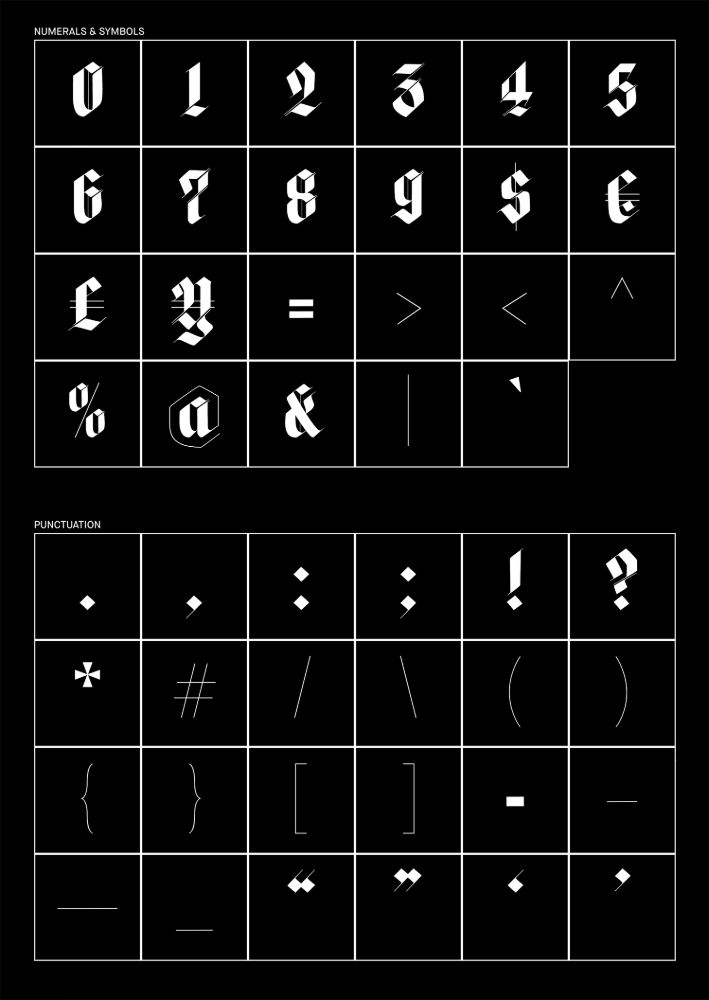 NUMERALS & SYMBOLS
0 1 2 3 4 5
6 7 8 9 $ €
£ ¥ = > < ^
% @ & | `
PUNCTUATION
. , : ; ! ?
* # / \ ( )
{ } [ ] - –
— _ “ ” ‘ ’